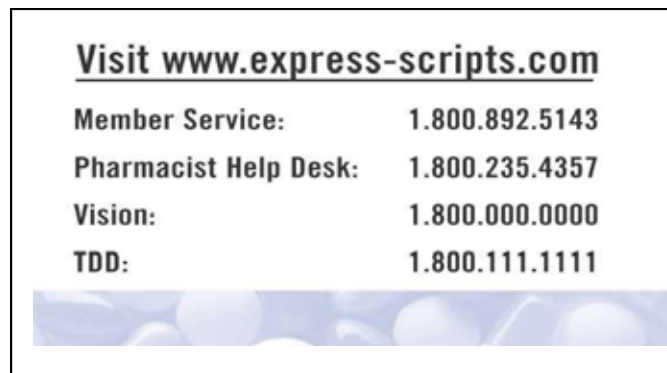 Visit www.express-scripts.com
Member Service: 1.800.892.5143
Pharmacist Help Desk: 1.800.235.4357
Vision: 1.800.000.0000
TDD: 1.800.111.1111